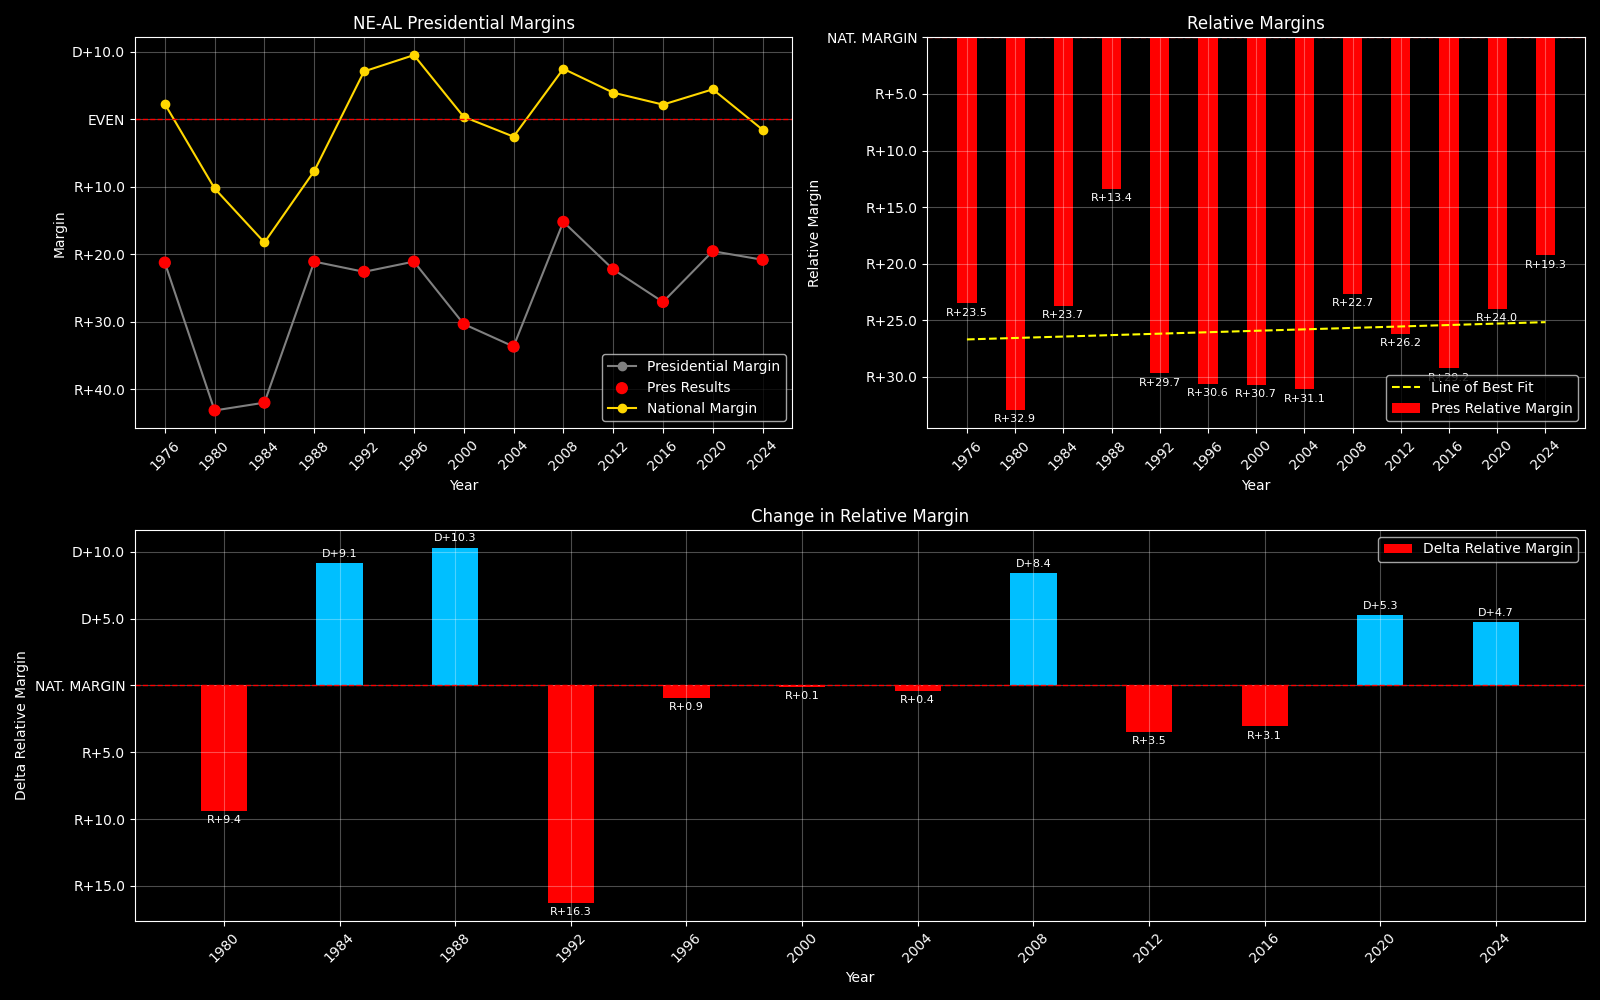 NE-AL Presidential Margins
Margin
D+10.0
EVEN
R+10.0
R+20.0
R+30.0
R+40.0
Presidential Margin
Pres Results
National Margin
1976
1980
1984
1988
1992
1996
2000
2004
2008
2012
2016
2020
2024
Year
Relative Margins
Relative Margin
NAT. MARGIN
R+5.0
R+10.0
R+15.0
R+20.0
R+25.0
R+30.0
R+23.5
R+32.9
R+23.7
R+13.4
R+29.7
R+30.6
R+30.7
R+31.1
R+22.7
R+26.2
R+29.2
R+24.0
R+19.3
Line of Best Fit
Pres Relative Margin
1976
1980
1984
1988
1992
1996
2000
2004
2008
2012
2016
2020
2024
Year
Change in Relative Margin
Delta Relative Margin
D+10.0
D+5.0
NAT. MARGIN
R+5.0
R+10.0
R+15.0
R+9.4
D+9.1
D+10.3
R+16.3
R+0.9
R+0.1
R+0.4
D+8.4
R+3.5
R+3.1
D+5.3
D+4.7
Delta Relative Margin
1980
1984
1988
1992
1996
2000
2004
2008
2012
2016
2020
2024
Year